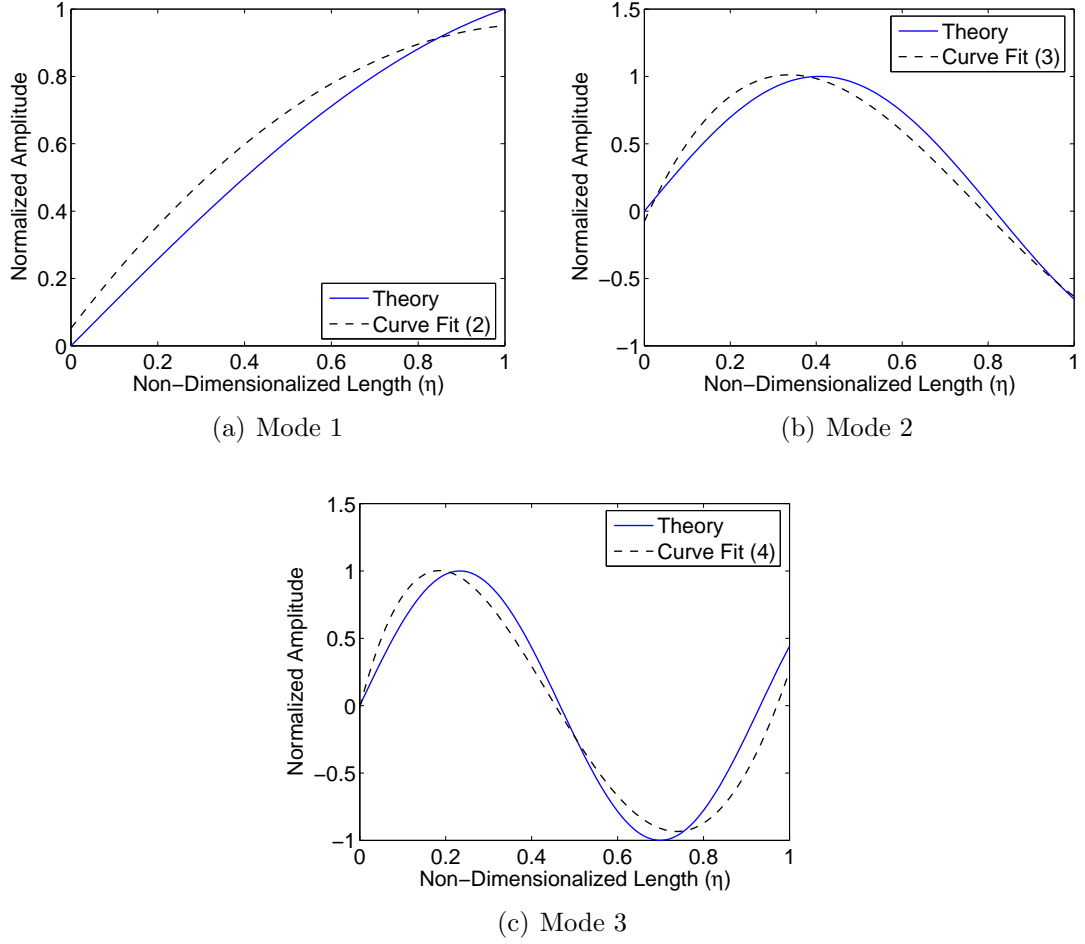 1
0.8
0.6
0.4
0.2
0
0 0.2 0.4 0.6 0.8 1
Normalized Amplitude
Non−Dimensionalized Length (η)
Theory
Curve Fit (2)
(a) Mode 1
1.5
1
0.5
0
−0.5
−1
0 0.2 0.4 0.6 0.8 1
Normalized Amplitude
Non−Dimensionalized Length (η)
Theory
Curve Fit (3)
(b) Mode 2
1.5
1
0.5
0
−0.5
−1
0 0.2 0.4 0.6 0.8 1
Normalized Amplitude
Non−Dimensionalized Length (η)
Theory
Curve Fit (4)
(c) Mode 3